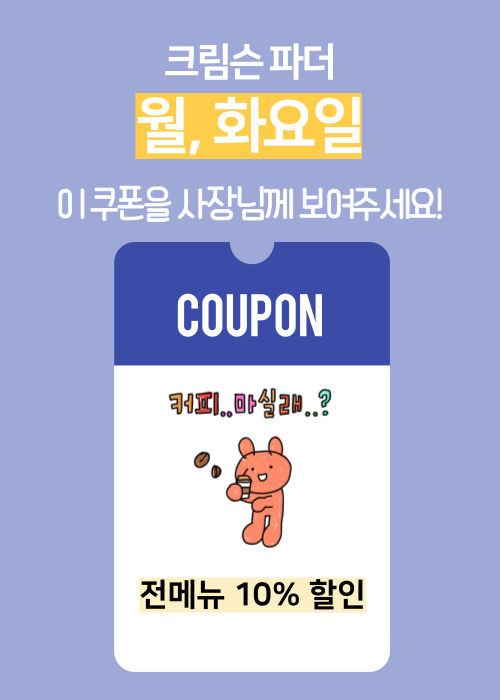 크림슨 파더
월, 화요일
이 쿠폰을 사장님께 보여주세요!
COUPON
커피..마실래..?
전메뉴 10% 할인